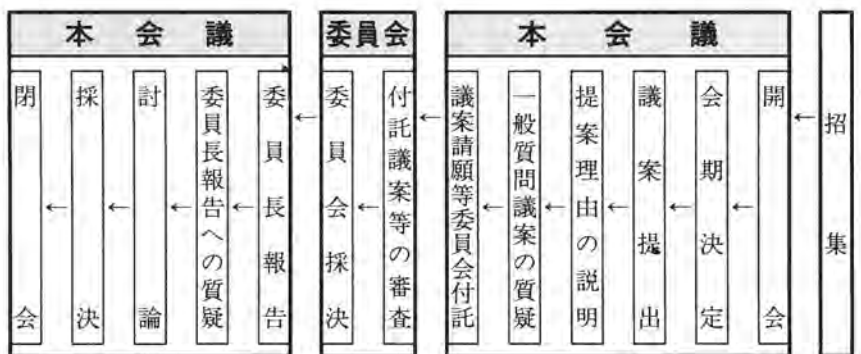 招集
本会議
開会
会期決定
議案提出
提案理由の説明
一般質問議案の質疑
議案請願等委員会付託
委員会
付託議案等の審査
委員会採決
本会議
委員長報告
委員長報告への質疑
討論
採決
閉会